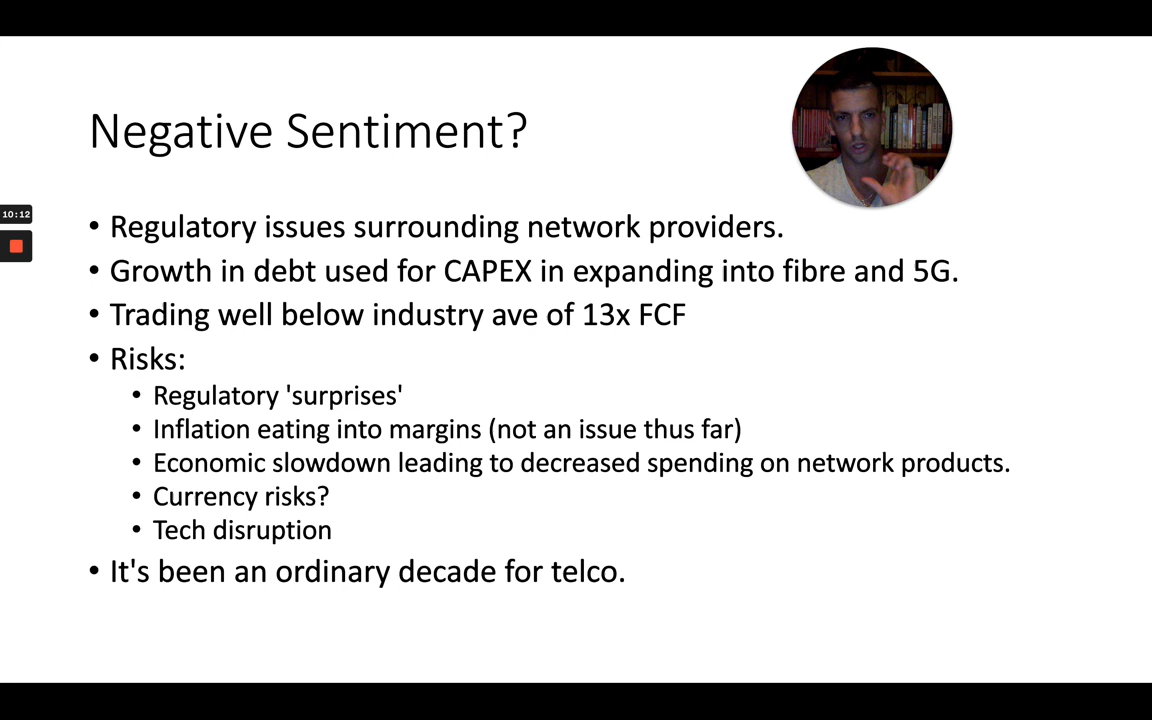 Negative Sentiment?
10:12
• Regulatory issues surrounding network providers.
• Growth in debt used for CAPEX in expanding into fibre and 5G.
• Trading well below industry ave of 13x FCF
• Risks:
• Regulatory 'surprises'
• Inflation eating into margins (not an issue thus far)
• Economic slowdown leading to decreased spending on network products.
• Currency risks?
• Tech disruption
• It's been an ordinary decade for telco.